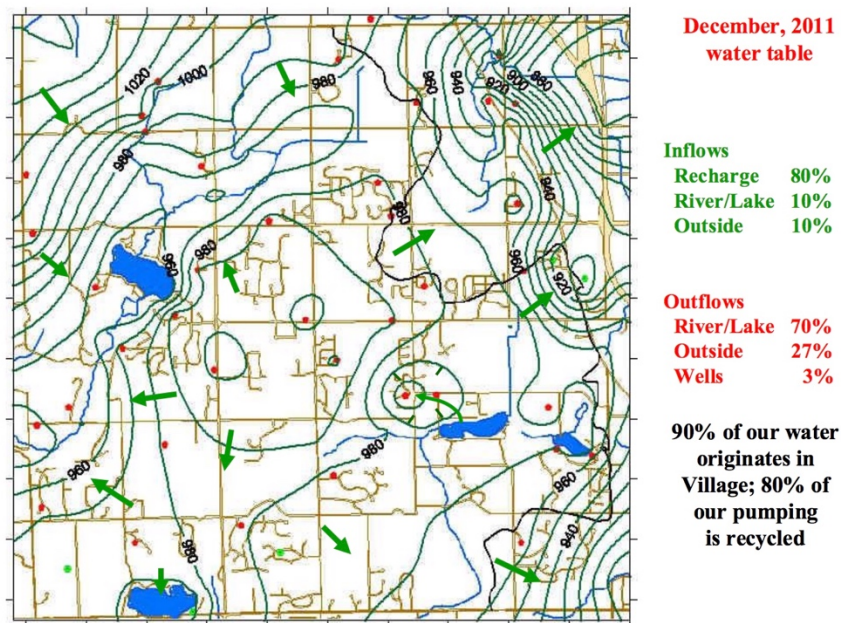 December, 2011
water table
1020
1000
980
960
940
920
900
880
980
980
980
940
960
960
920
980
960
980
960
940
Inflows
Recharge 80%
River/Lake 10%
Outside 10%
Outflows
River/Lake 70%
Outside 27%
Wells 3%
90% of our water
originates in
Village; 80% of
our pumping
is recycled